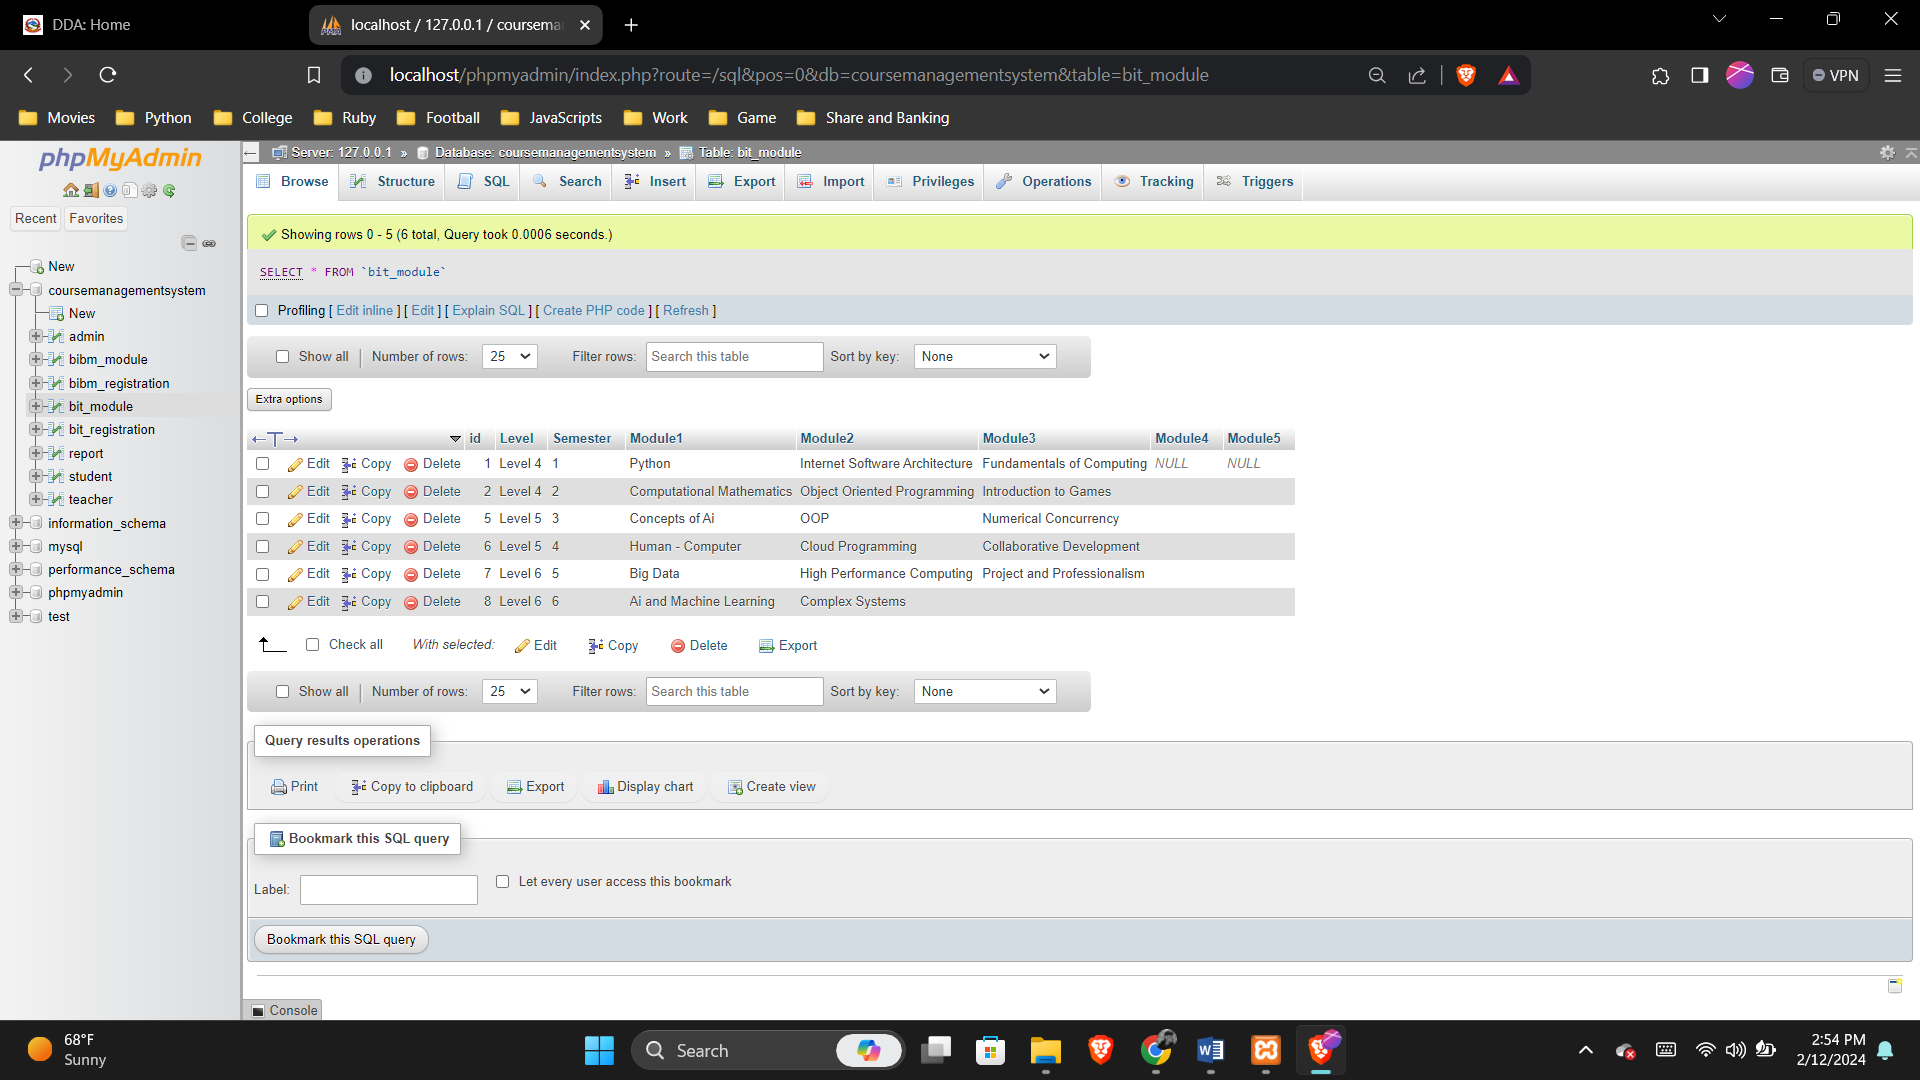 DDA: Home
localhost / 127.0.0.1 / coursema
localhost/phpmyadmin/index.php?route=/sql&pos=0&db=coursemanagementsystem&table=bit_module
VPN
Movies Python College Ruby Football JavaScripts Work Game Share and Banking
phpMyAdmin
Recent Favorites
New
coursemanagementsystem
New
admin
bibm_module
bibm_registration
bit_module
bit_registration
report
student
teacher
information_schema
mysql
performance_schema
phpmyadmin
test
Server: 127.0.0.1 » Database: coursemanagementsystem » Table: bit_module
Browse Structure SQL Search Insert Export Import Privileges Operations Tracking Triggers
Showing rows 0 - 5 (6 total, Query took 0.0006 seconds.)
SELECT * FROM `bit_module`
Profiling [ Edit inline ] [ Edit ] [ Explain SQL ] [ Create PHP code ] [ Refresh ]
Show all Number of rows: 25 Filter rows: Search this table Sort by key: None
Extra options
id Level Semester Module1 Module2 Module3 Module4 Module5
Edit Copy Delete 1 Level 4 1 Python Internet Software Architecture Fundamentals of Computing NULL NULL
Edit Copy Delete 2 Level 4 2 Computational Mathematics Object Oriented Programming Introduction to Games
Edit Copy Delete 5 Level 5 3 Concepts of Ai OOP Numerical Concurrency
Edit Copy Delete 6 Level 5 4 Human - Computer Cloud Programming Collaborative Development
Edit Copy Delete 7 Level 6 5 Big Data High Performance Computing Project and Professionalism
Edit Copy Delete 8 Level 6 6 Ai and Machine Learning Complex Systems
Check all With selected: Edit Copy Delete Export
Show all Number of rows: 25 Filter rows: Search this table Sort by key: None
Query results operations
Print Copy to clipboard Export Display chart Create view
Bookmark this SQL query
Label: Let every user access this bookmark
Bookmark this SQL query
Console
68°F
Sunny
Search
2:54 PM
2/12/2024